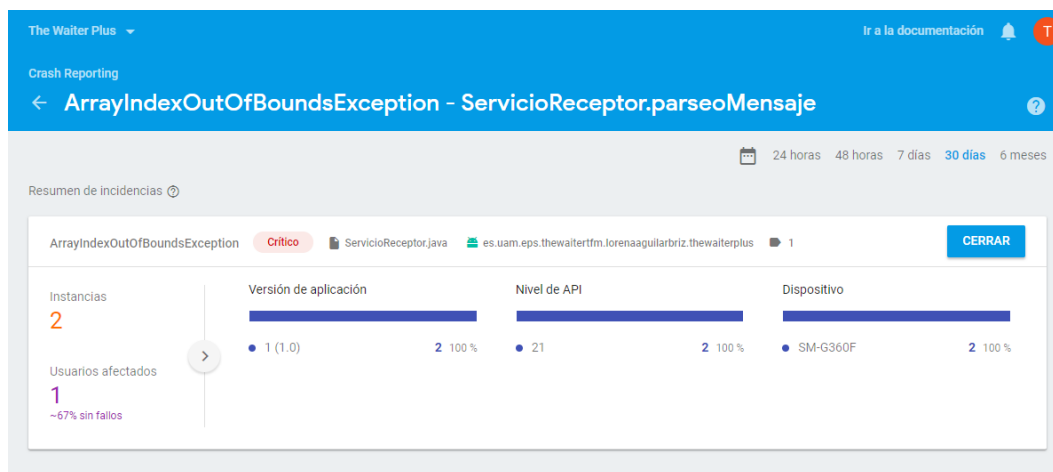 The Waiter Plus
Ir a la documentación
T
Crash Reporting
ArrayIndexOutOfBoundsException - ServicioReceptor.parseoMensaje
?
24 horas 48 horas 7 días 30 días 6 meses
Resumen de incidencias ?
ArrayIndexOutOfBoundsException Crítico ServicioReceptor.java es.uam.eps.thewaitertfm.lorenaaguilarbriz.thewaiterplus 1 CERRAR
Instancias
2
Usuarios afectados
1
~67% sin fallos
Versión de aplicación
1 (1.0) 2 100 %
Nivel de API
21 2 100 %
Dispositivo
SM-G360F 2 100 %